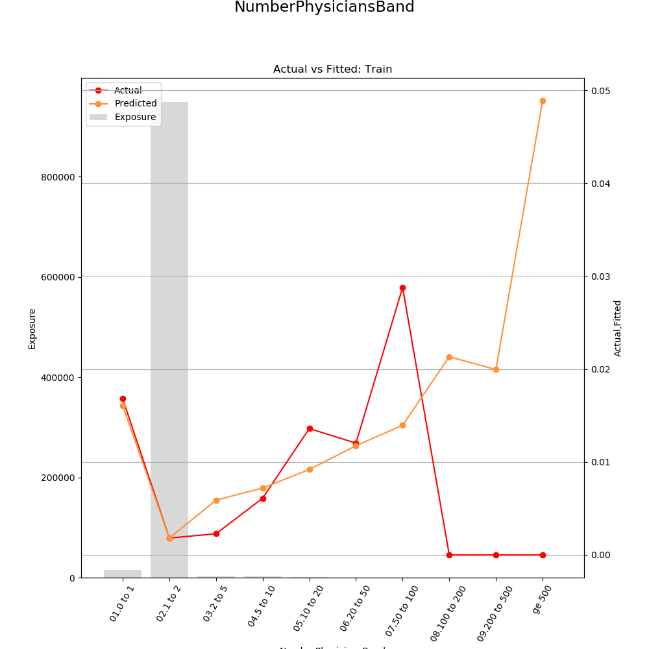 NumberPhysiciansBand
Actual vs Fitted: Train
Actual
Predicted
Exposure
800000
600000
400000
200000
0
Exposure
0.05
0.04
0.03
0.02
0.01
0.00
Actual,Fitted
01.0 to 1
02.1 to 2
03.2 to 5
04.5 to 10
05.10 to 20
06.20 to 50
07.50 to 100
08.100 to 200
09.200 to 500
ge 500